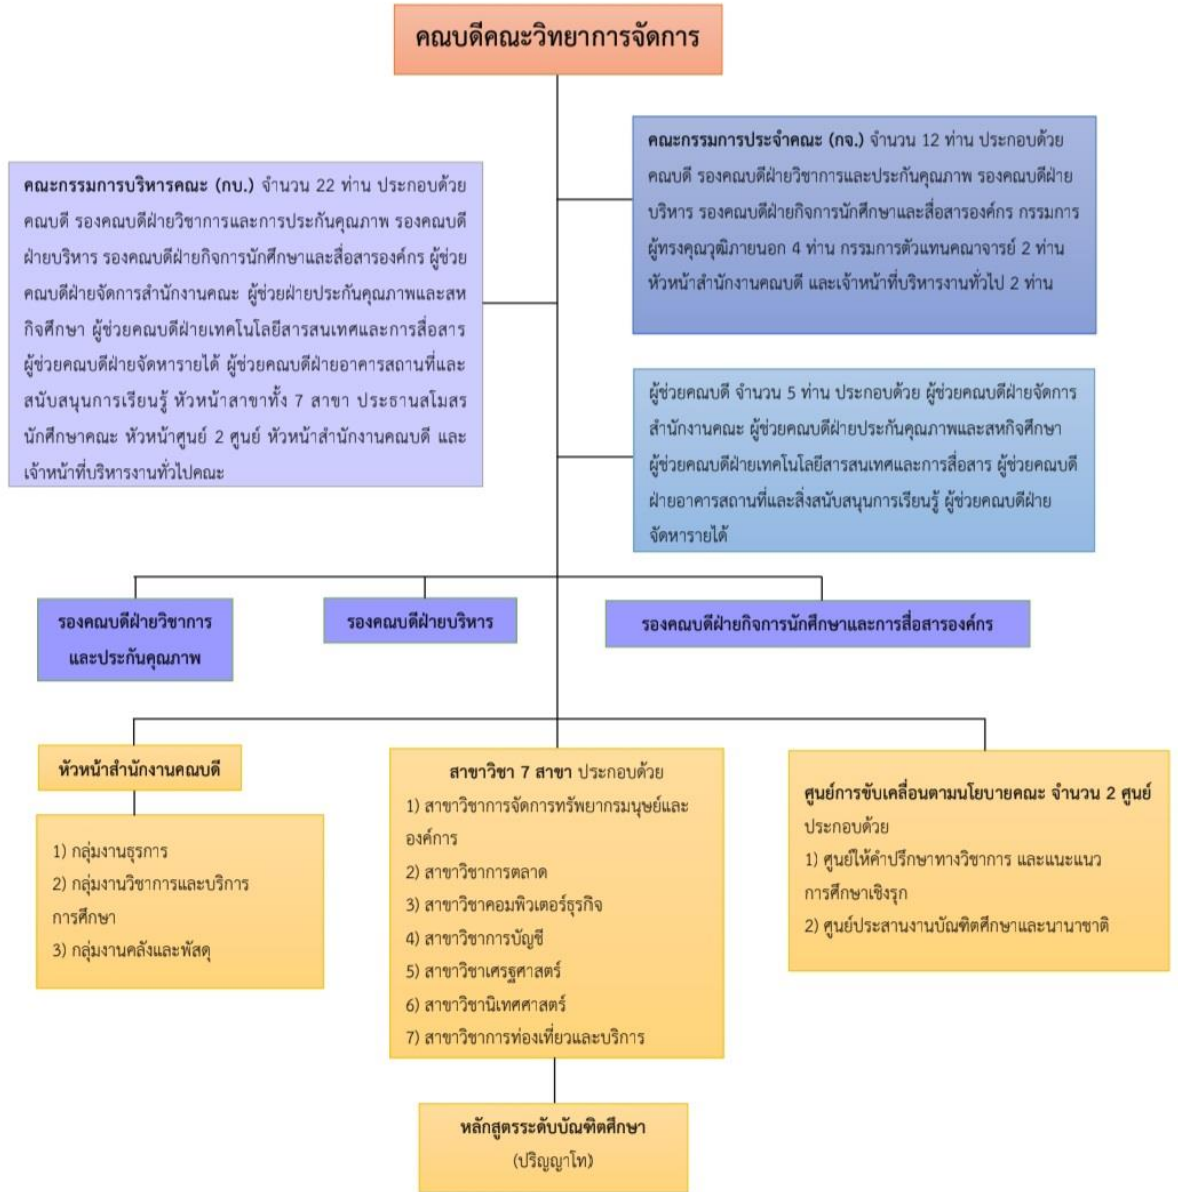 คณบดีคณะวิทยาการจัดการ
คณะกรรมการประจำคณะ (กจ.) จำนวน 12 ท่าน ประกอบด้วย
คณบดี รองคณบดีฝ่ายวิชาการและประกันคุณภาพ รองคณบดีฝ่าย
บริหาร รองคณบดีฝ่ายกิจการนักศึกษาและสื่อสารองค์กร กรรมการ
ผู้ทรงคุณวุฒิภายนอก 4 ท่าน กรรมการตัวแทนคณาจารย์ 2 ท่าน
หัวหน้าสำนักงานคณบดี และเจ้าหน้าที่บริหารงานทั่วไป 2 ท่าน
คณะกรรมการบริหารคณะ (กบ.) จำนวน 22 ท่าน ประกอบด้วย
คณบดี รองคณบดีฝ่ายวิชาการและการประกันคุณภาพ รองคณบดี
ฝ่ายบริหาร รองคณบดีฝ่ายกิจการนักศึกษาและสื่อสารองค์กร ผู้ช่วย
คณบดีฝ่ายจัดการสำนักงานคณะ ผู้ช่วยฝ่ายประกันคุณภาพและสห
กิจศึกษา ผู้ช่วยคณบดีฝ่ายเทคโนโลยีสารสนเทศและการสื่อสาร
ผู้ช่วยคณบดีฝ่ายจัดหารายได้ ผู้ช่วยคณบดีฝ่ายอาคารสถานที่และ
สนับสนุนการเรียนรู้ หัวหน้าสาขาทั้ง 7 สาขา ประธานสโมสร
นักศึกษาคณะ หัวหน้าศูนย์ 2 ศูนย์ หัวหน้าสำนักงานคณบดี และ
เจ้าหน้าที่บริหารงานทั่วไปคณะ
ผู้ช่วยคณบดี จำนวน 5 ท่าน ประกอบด้วย ผู้ช่วยคณบดีฝ่ายจัดการ
สำนักงานคณะ ผู้ช่วยคณบดีฝ่ายประกันคุณภาพและสหกิจศึกษา
ผู้ช่วยคณบดีฝ่ายเทคโนโลยีสารสนเทศและการสื่อสาร ผู้ช่วยคณบดี
ฝ่ายอาคารสถานที่และสิ่งสนับสนุนการเรียนรู้ ผู้ช่วยคณบดีฝ่าย
จัดหารายได้
รองคณบดีฝ่ายวิชาการ
และประกันคุณภาพ
รองคณบดีฝ่ายบริหาร
รองคณบดีฝ่ายกิจการนักศึกษาและการสื่อสารองค์กร
หัวหน้าสำนักงานคณบดี
1) กลุ่มงานธุรการ
2) กลุ่มงานวิชาการและบริการ
การศึกษา
3) กลุ่มงานคลังและพัสดุ
สาขาวิชา 7 สาขา ประกอบด้วย
1) สาขาวิชาการจัดการทรัพยากรมนุษย์และ
องค์การ
2) สาขาวิชาการตลาด
3) สาขาวิชาคอมพิวเตอร์ธุรกิจ
4) สาขาวิชาการบัญชี
5) สาขาวิชาเศรฐศาสตร์
6) สาขาวิชานิเทศศาสตร์
7) สาขาวิชาการท่องเที่ยวและบริการ
ศูนย์การขับเคลื่อนตามนโยบายคณะ จำนวน 2 ศูนย์
ประกอบด้วย
1) ศูนย์ให้คำปรึกษาทางวิชาการ และแนะแนว
การศึกษาเชิงรุก
2) ศูนย์ประสานงานบัณฑิตศึกษาและนานาชาติ
หลักสูตรระดับบัณฑิตศึกษา
(ปริญญาโท)